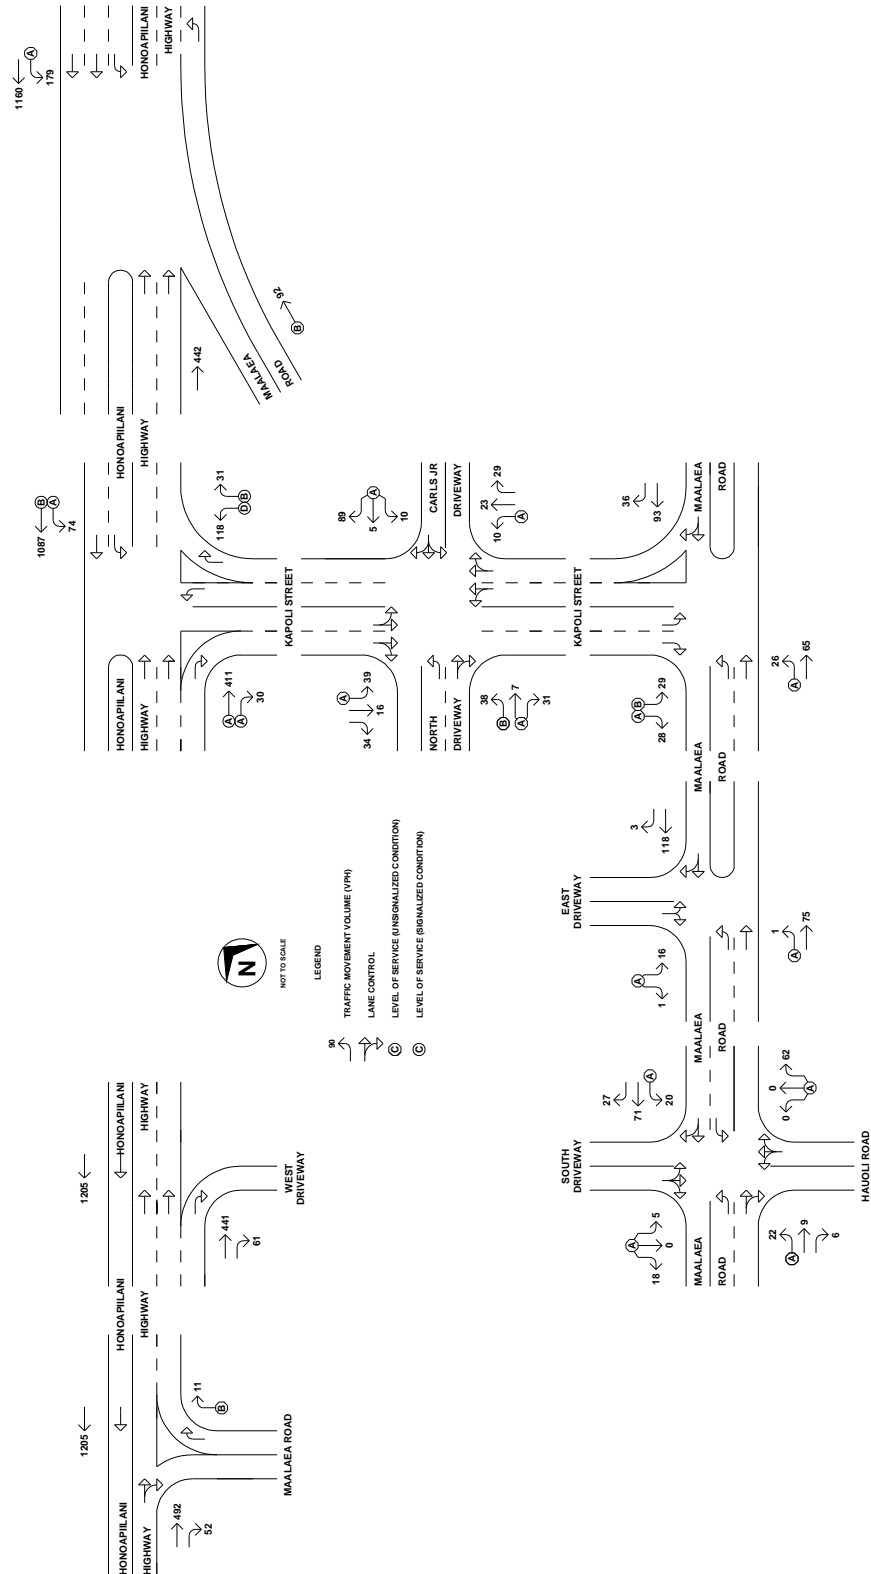 1160
A
179
HONOAPIILANI
HIGHWAY
92
B
MAALAEA
ROAD
442
1087
B
A
74
HONOAPIILANI
HIGHWAY
31
118
D
B
89
A
5
10
CARLS JR
DRIVEWAY
29
23
10
A
36
93
MAALAEA
ROAD
KAPOLI STREET
KAPOLI STREET
HONOAPIILANI
HIGHWAY
A
A
411
30
A
39
16
34
NORTH
DRIVEWAY
38
B
7
A
31
A
B
29
28
26
A
65
MAALAEA
ROAD
3
118
EAST
DRIVEWAY
A
16
1
1
A
75
MAALAEA
ROAD
N
NOT TO SCALE
LEGEND
90
TRAFFIC MOVEMENT VOLUME (VPH)
LANE CONTROL
C
LEVEL OF SERVICE (UNSIGNALIZED CONDITION)
C
LEVEL OF SERVICE (SIGNALIZED CONDITION)
27
71
A
20
62
0
0
A
SOUTH
DRIVEWAY
HAUOLI ROAD
A
5
0
18
MAALAEA
ROAD
22
A
9
6
HONOAPIILANI
HIGHWAY
1205
WEST
DRIVEWAY
441
61
HONOAPIILANI
HIGHWAY
1205
11
B
MAALAEA ROAD
492
52
HONOAPIILANI
HIGHWAY